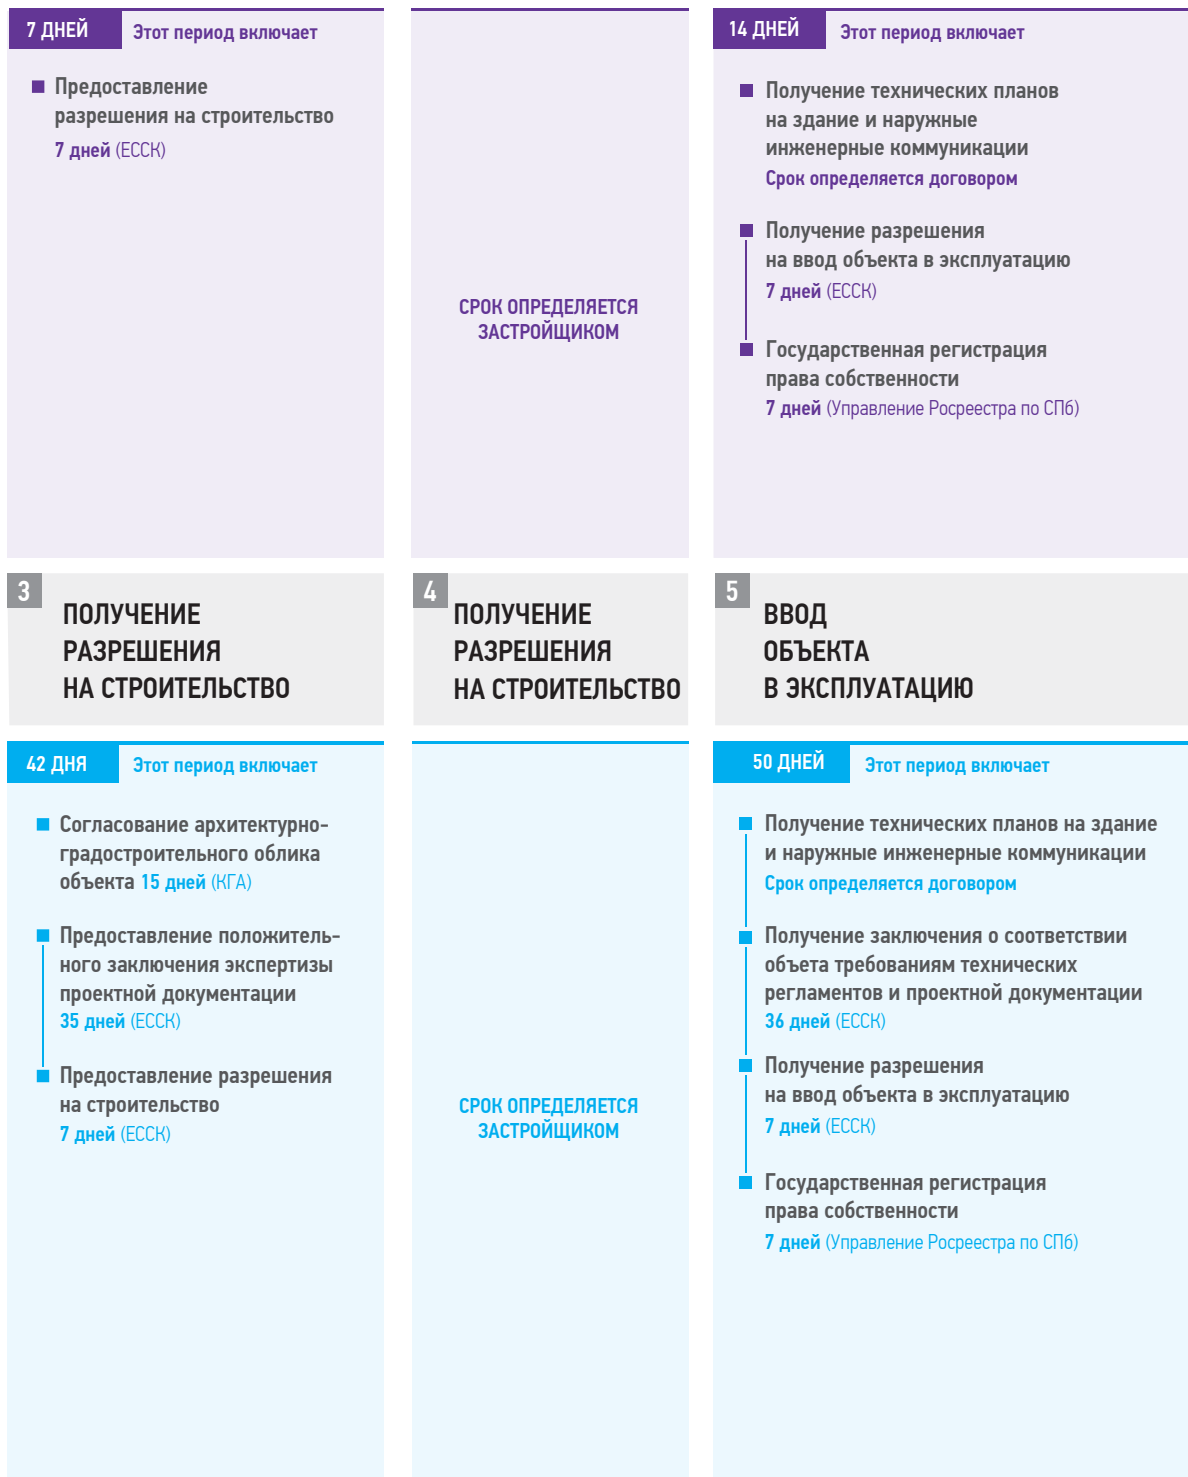 7 ДНЕЙ
Этот период включает
Предоставление
разрешения на строительство
7 дней (ЕССК)
СРОК ОПРЕДЕЛЯЕТСЯ
ЗАСТРОЙЩИКОМ
14 ДНЕЙ
Этот период включает
Получение технических планов
на здание и наружные
инженерные коммуникации
Срок определяется договором
Получение разрешения
на ввод объекта в эксплуатацию
7 дней (ЕССК)
Государственная регистрация
права собственности
7 дней (Управление Росреестра по СПб)
3
ПОЛУЧЕНИЕ
РАЗРЕШЕНИЯ
НА СТРОИТЕЛЬСТВО
4
ПОЛУЧЕНИЕ
РАЗРЕШЕНИЯ
НА СТРОИТЕЛЬСТВО
5
ВВОД
ОБЪЕКТА
В ЭКСПЛУАТАЦИЮ
42 ДНЯ
Этот период включает
Согласование архитектурно-
градостроительного облика
объекта 15 дней (КГА)
Предоставление положитель-
ного заключения экспертизы
проектной документации
35 дней (ЕССК)
Предоставление разрешения
на строительство
7 дней (ЕССК)
СРОК ОПРЕДЕЛЯЕТСЯ
ЗАСТРОЙЩИКОМ
50 ДНЕЙ
Этот период включает
Получение технических планов на здание
и наружные инженерные коммуникации
Срок определяется договором
Получение заключения о соответствии
объета требованиям технических
регламентов и проектной документации
36 дней (ЕССК)
Получение разрешения
на ввод объекта в эксплуатацию
7 дней (ЕССК)
Государственная регистрация
права собственности
7 дней (Управление Росреестра по СПб)